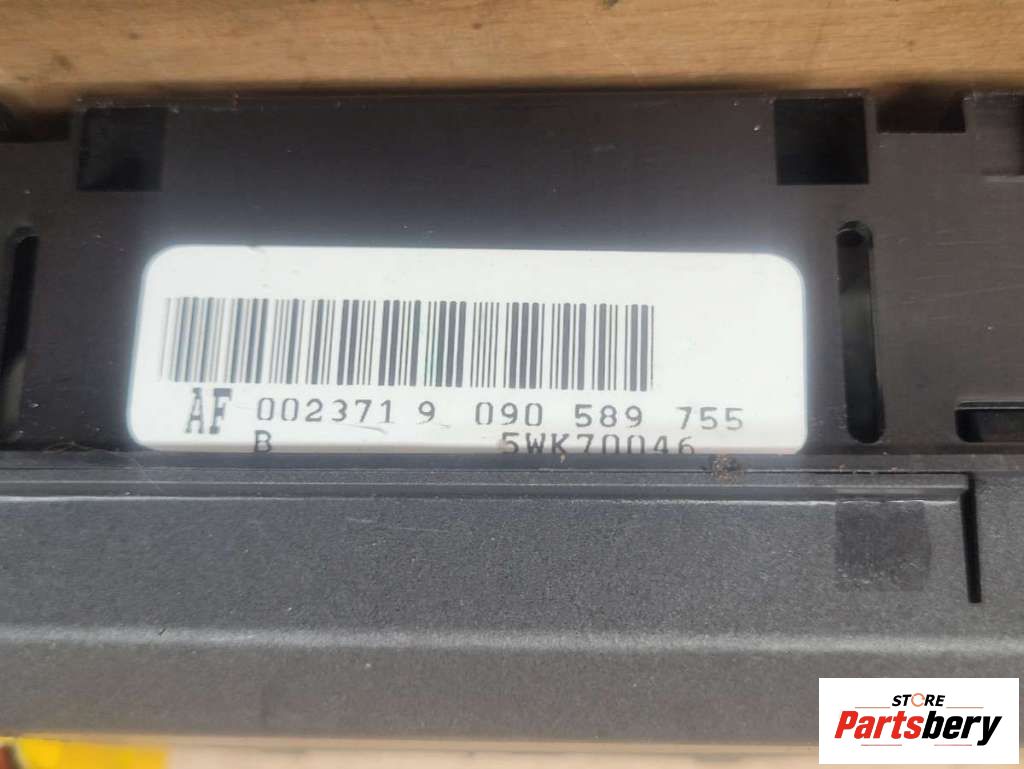 AF 002371 9 090 589 755
B 5WK70046
STORE
Partsbery